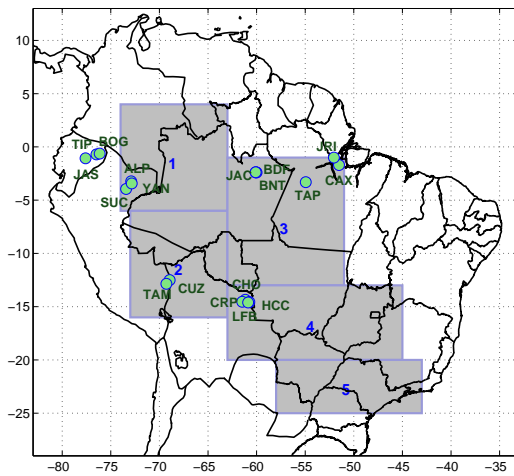 10
5
0
−5
−10
−15
−20
−25
TIP BOG
JAS
ALP
YAN
SUC
1
JAC BDF
BNT
JRI
CAX
TAP
3
2
TAM CUZ
CHO
CRP HCC
LFB
4
5
−80 −75 −70 −65 −60 −55 −50 −45 −40 −35